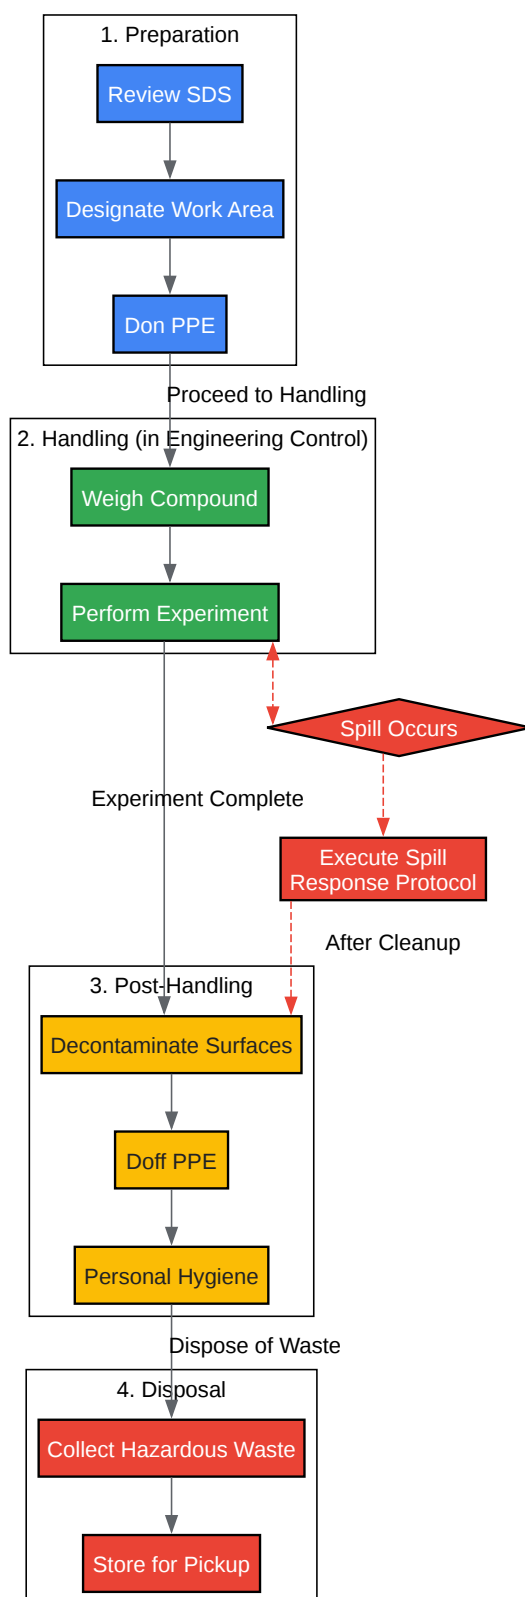 1. Preparation
Review SDS
Designate Work Area
Don PPE
Proceed to Handling
2. Handling (in Engineering Control)
Weigh Compound
Perform Experiment
Spill Occurs
Experiment Complete
Execute Spill
Response Protocol
After Cleanup
3. Post-Handling
Decontaminate Surfaces
Doff PPE
Personal Hygiene
Dispose of Waste
4. Disposal
Collect Hazardous Waste
Store for Pickup